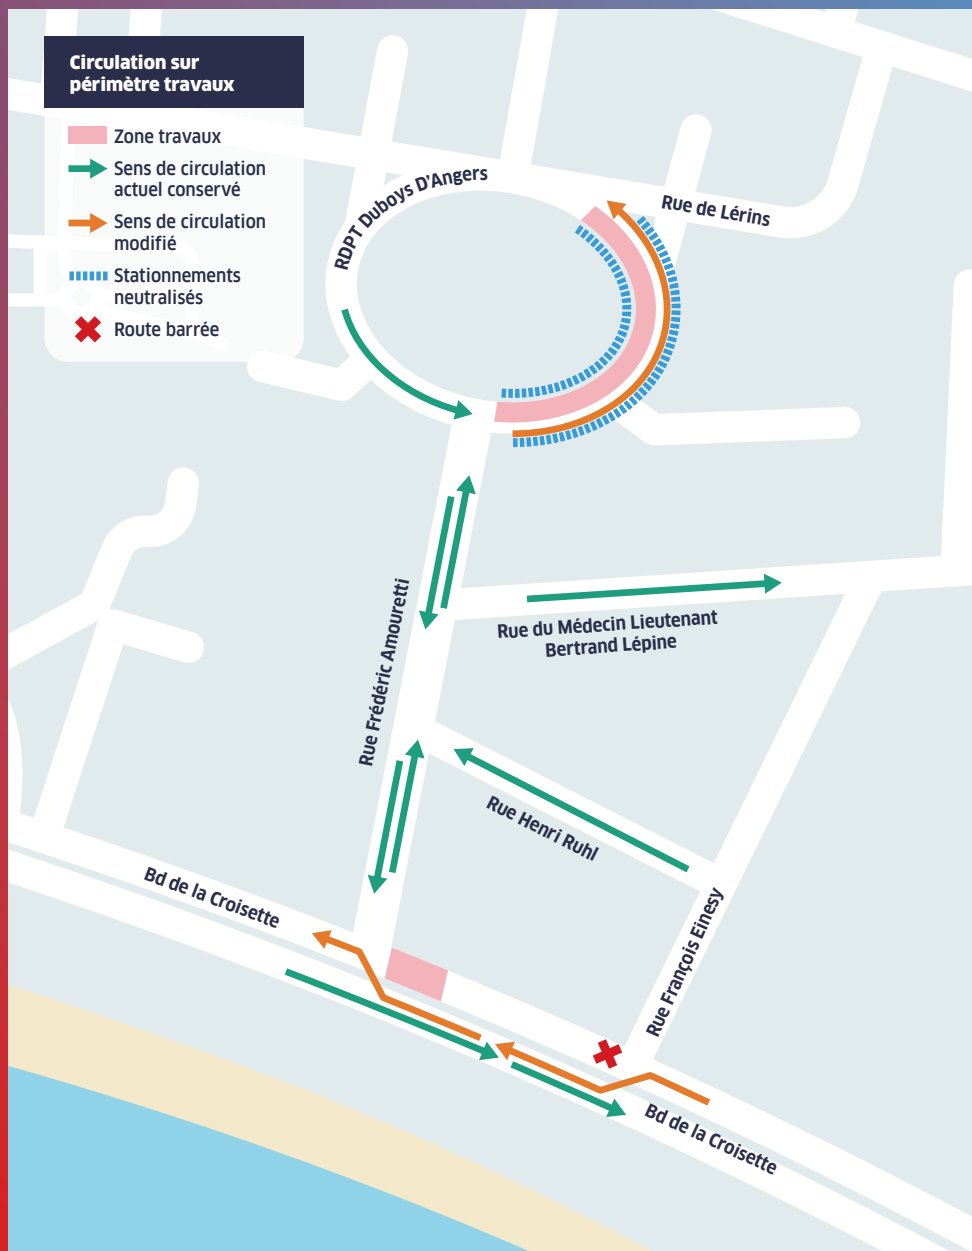 Circulation sur
périmètre travaux
Zone travaux
Sens de circulation
actuel conservé
Sens de circulation
modifié
Stationnements
neutralisés
Route barrée
RDPT Duboys D'Angers
Rue de Lérins
Rue Frédéric Amouretti
Rue du Médecin Lieutenant
Bertrand Lépine
Rue Henri Ruhl
Bd de la Croisette
Rue François Einesy
Bd de la Croisette